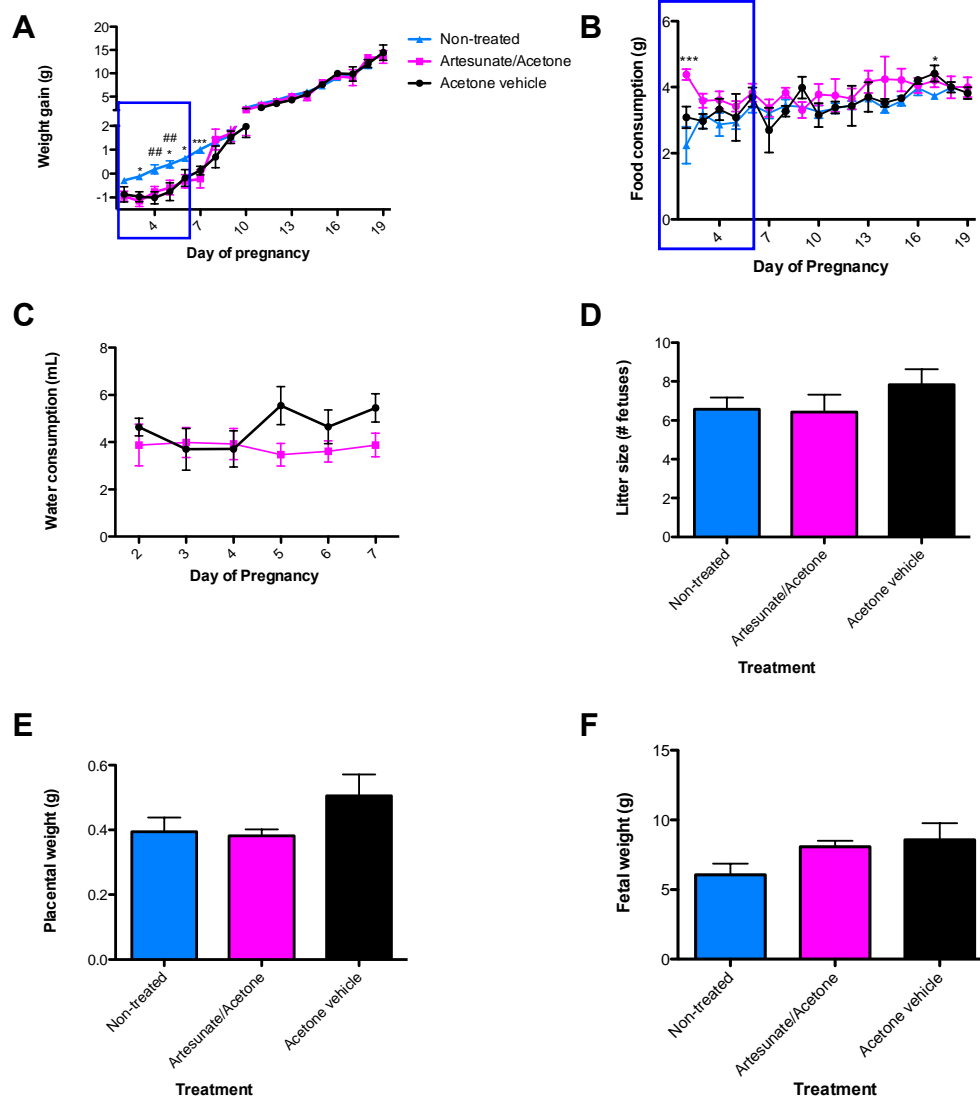 A
Weight gain (g)
20
15
10
5
2
1
0
-1
##
## * * ***
*
4
7
10
13
16
19
Day of pregnancy
Non-treated
Artesunate/Acetone
Acetone vehicle
B
Food consumption (g)
6
4
2
0
***
*
4
7
10
13
16
19
Day of Pregnancy
C
Water consumption (mL)
8
6
4
2
0
2
3
4
5
6
7
Day of Pregnancy
D
Litter size (# fetuses)
10
8
6
4
2
0
Non-treated
Artesunate/Acetone
Acetone vehicle
Treatment
E
Placental weight (g)
0.6
0.4
0.2
0.0
Non-treated
Artesunate/Acetone
Acetone vehicle
Treatment
F
Fetal weight (g)
15
10
5
0
Non-treated
Artesunate/Acetone
Acetone vehicle
Treatment